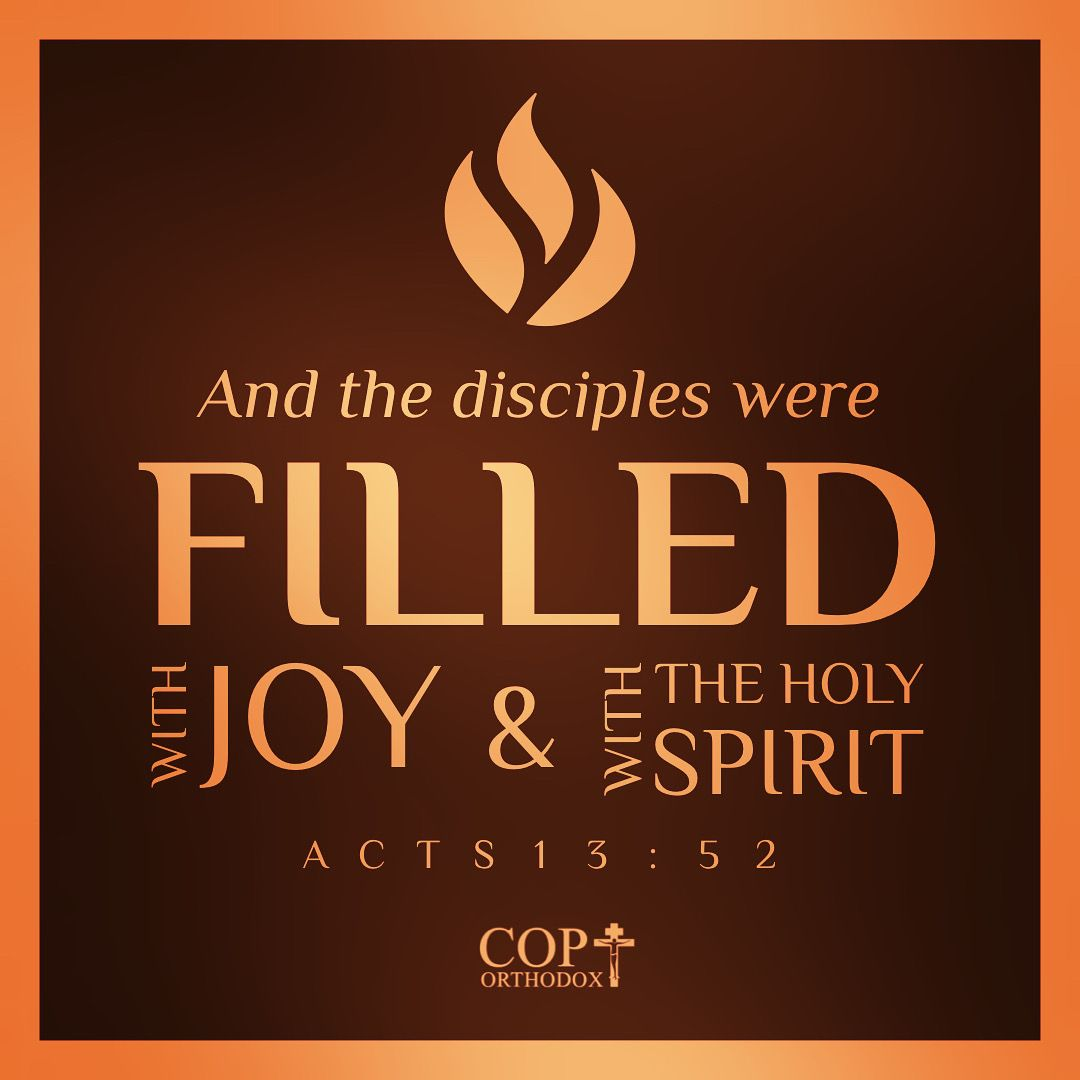 And the disciples were
FILLED
WITH JOY & WITH THE HOLY
SPIRIT
ACTS 13:52
COPT
ORTHODOX